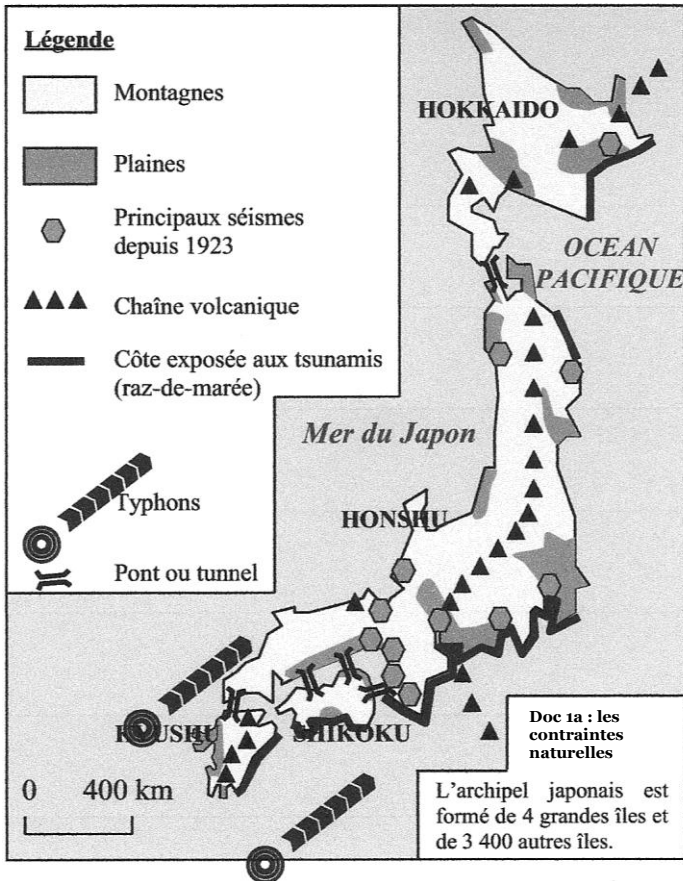 Légende
Montagnes
Plaines
Principaux séismes
depuis 1923
Chaîne volcanique
Côte exposée aux tsunamis
(raz-de-marée)
Typhons
Pont ou tunnel
HOKKAIDO
OCEAN
PACIFIQUE
Mer du Japon
HONSHU
KYUSHU
SHIKOKU
0 400 km
Doc 1a : les
contraintes
naturelles
L'archipel japonais est
formé de 4 grandes îles et
de 3 400 autres îles.